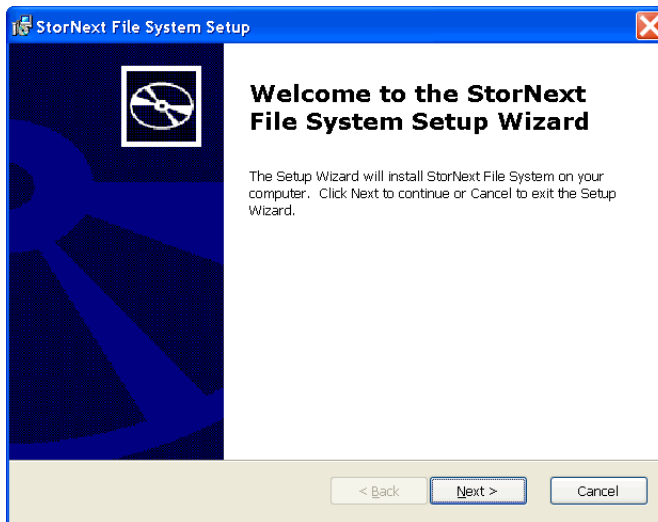 StorNext File System Setup
Welcome to the StorNext
File System Setup Wizard
The Setup Wizard will install StorNext File System on your
computer. Click Next to continue or Cancel to exit the Setup
Wizard.
< Back Next > Cancel